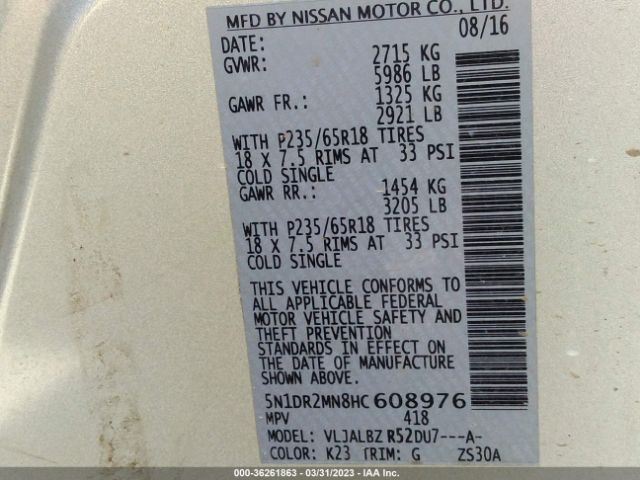 MFD BY NISSAN MOTOR CO., LTD.
DATE: 08/16
GVWR: 2715 KG
5986 LB
GAWR FR.: 1325 KG
2921 LB
WITH P235/65R18 TIRES
18 X 7.5 RIMS AT 33 PSI
COLD SINGLE
GAWR RR.: 1454 KG
3205 LB
WITH P235/65R18 TIRES
18 X 7.5 RIMS AT 33 PSI
COLD SINGLE
THIS VEHICLE CONFORMS TO
ALL APPLICABLE FEDERAL
MOTOR VEHICLE SAFETY AND
THEFT PREVENTION
STANDARDS IN EFFECT ON
THE DATE OF MANUFACTURE
SHOWN ABOVE.
5N1DR2MN8HC608976
MPV 418
MODEL: VLJALBZ R52DU7---A-
COLOR: K23 TRIM: G ZS30A
000-36261863 - 03/31/2023 - IAAI.COM